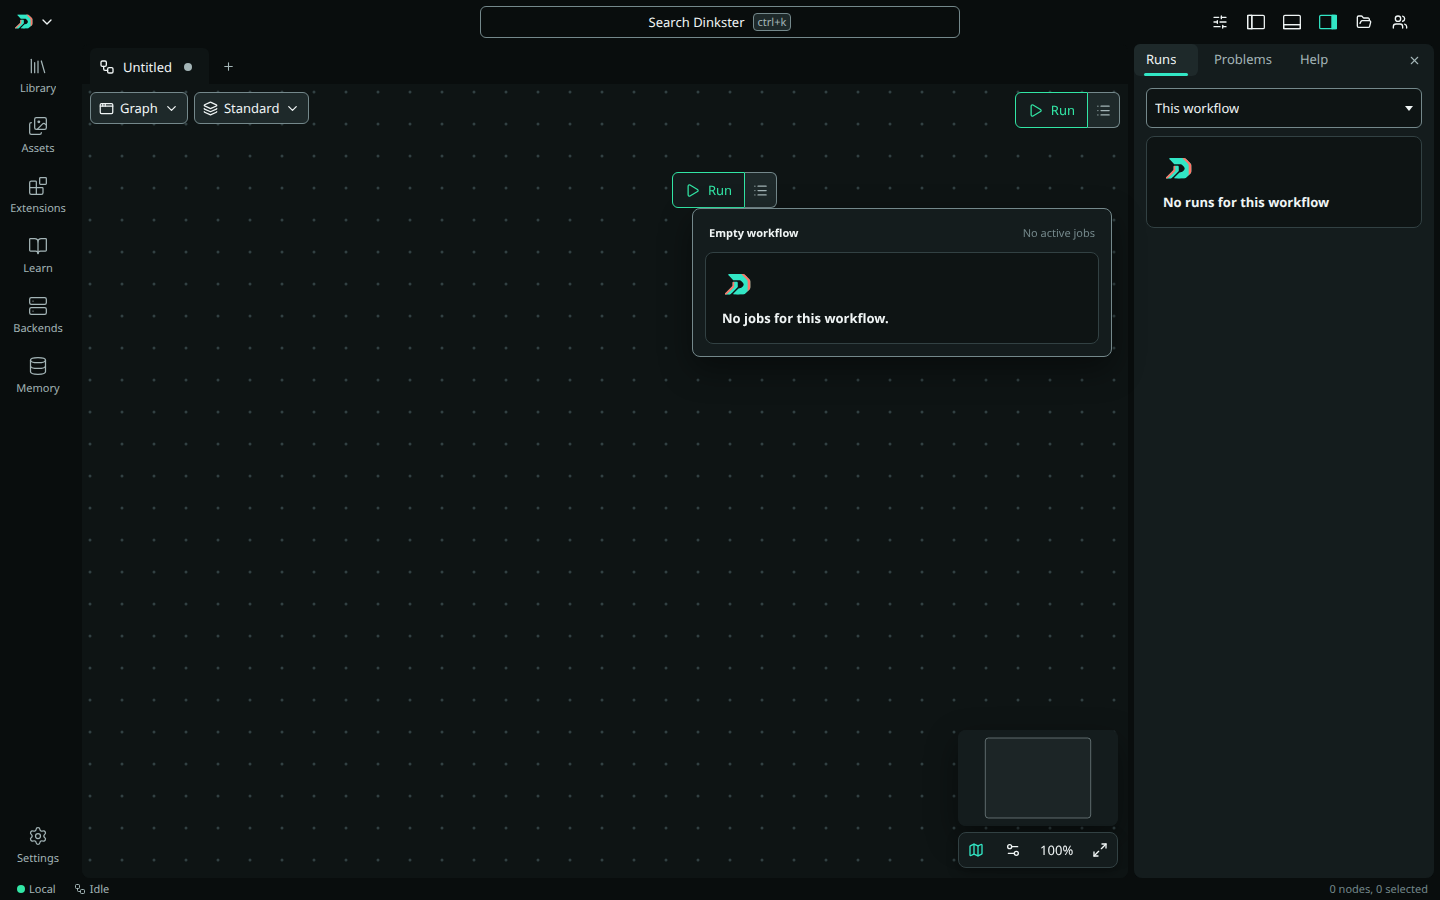 Search Dinkster ctrl+k
Library
Assets
Extensions
Learn
Backends
Memory
Settings
Untitled
Graph
Standard
Run
Run
Empty workflow
No active jobs
No jobs for this workflow.
100%
Runs
Problems
Help
This workflow
No runs for this workflow
Local
Idle
0 nodes, 0 selected